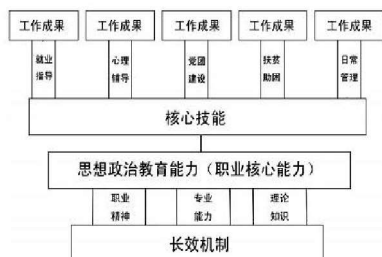 工作成果 工作成果 工作成果 工作成果 工作成果
就业 心理 党团 扶贫 日常
指导 辅导 建设 助困 管理
核心技能
思想政治教育能力（职业核心能力）
职业 专业 理论
精神 能力 知识
长效机制